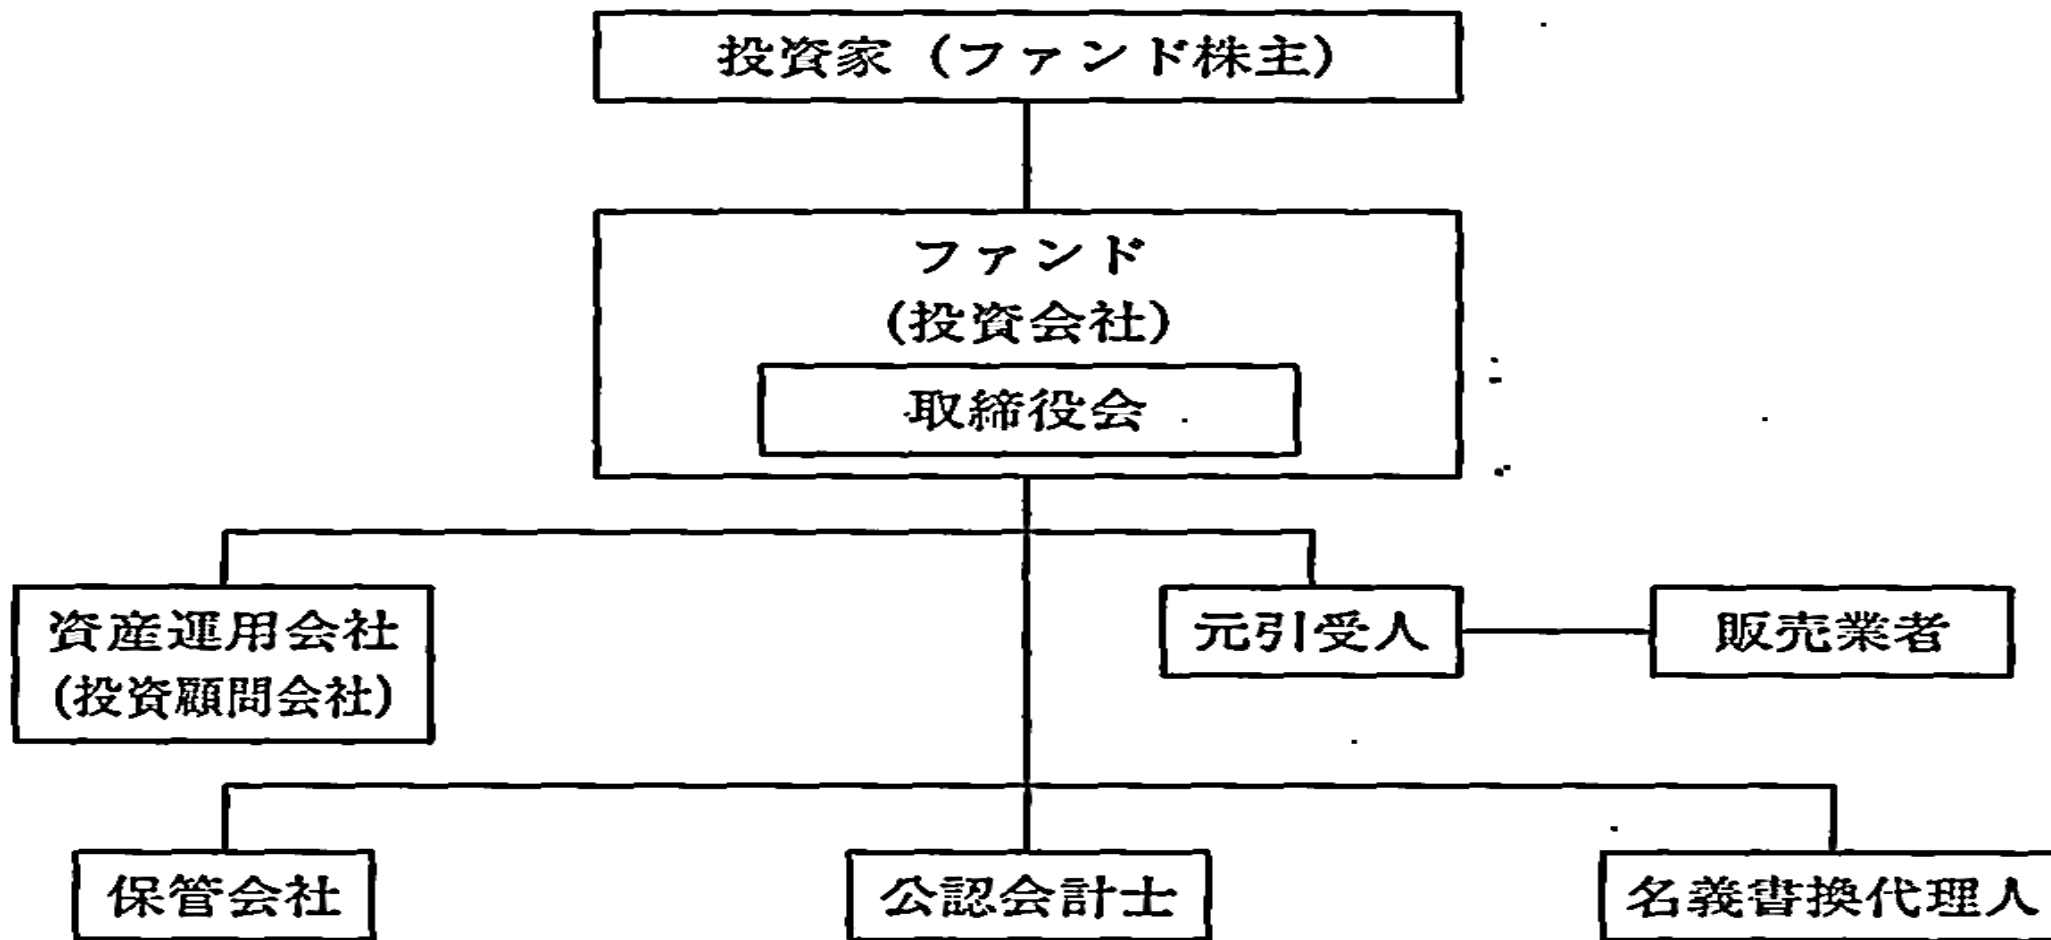 投資家（ファンド株主）
ファンド
(投資会社)
取締役会
資産運用会社
(投資顧問会社)
元引受人
販売業者
保管会社
公認会計士
名義書換代理人